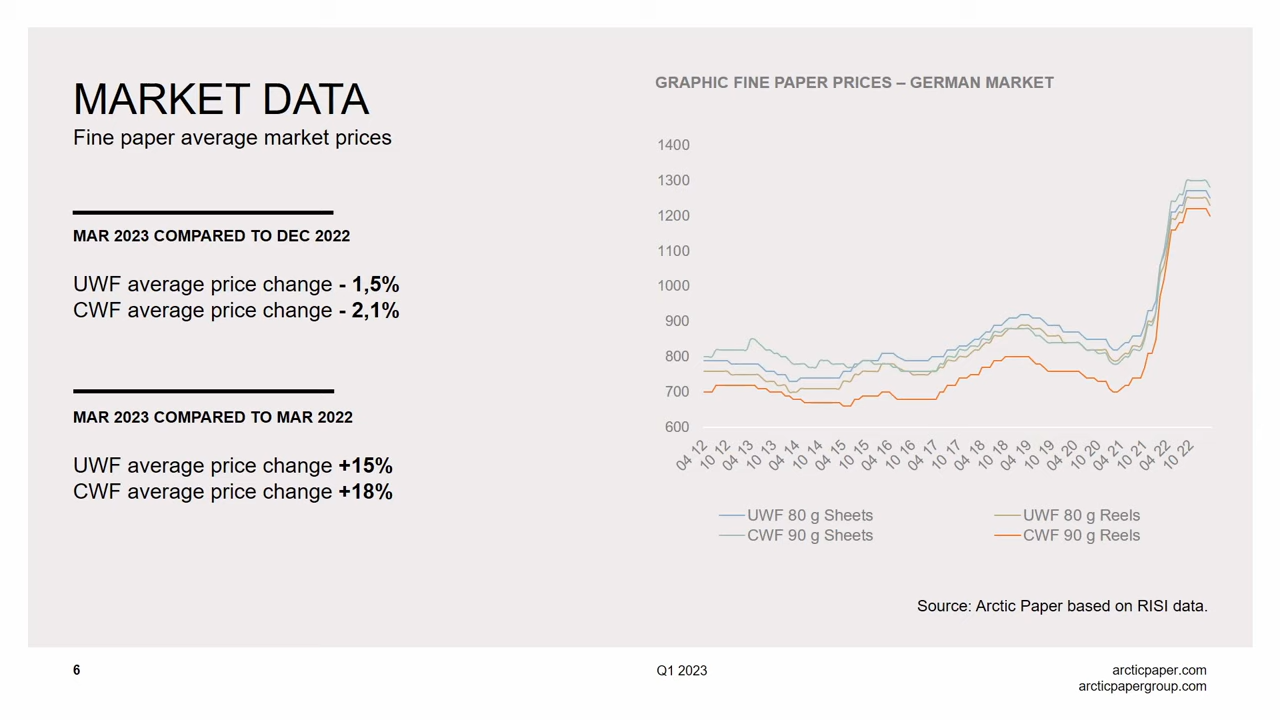 MARKET DATA
Fine paper average market prices
MAR 2023 COMPARED TO DEC 2022
UWF average price change - 1,5%
CWF average price change - 2,1%
MAR 2023 COMPARED TO MAR 2022
UWF average price change +15%
CWF average price change +18%
GRAPHIC FINE PAPER PRICES – GERMAN MARKET
1400
1300
1200
1100
1000
900
800
700
600
04 12
10 12
04 13
10 13
04 14
10 14
04 15
10 15
04 16
10 16
04 17
10 17
04 18
10 18
04 19
10 19
04 20
10 20
04 21
10 21
04 22
10 22
UWF 80 g Sheets
UWF 80 g Reels
CWF 90 g Sheets
CWF 90 g Reels
Source: Arctic Paper based on RISI data.
6
Q1 2023
arcticpaper.com
arcticpapergroup.com